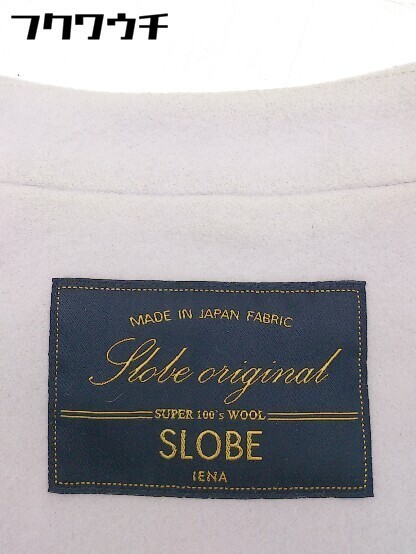 フクワウチ
MADE IN JAPAN FABRIC
Slobe original
SUPER 100's WOOL
SLOBE
IENA